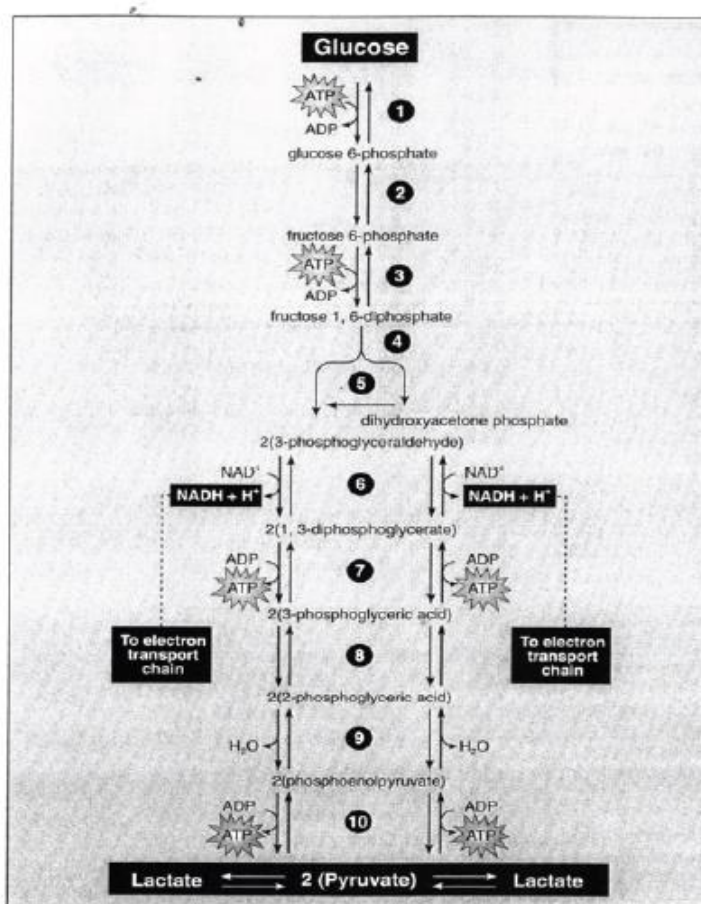 Glucose
ATP
ADP
1
glucose 6-phosphate
2
fructose 6-phosphate
ATP
ADP
3
fructose 1, 6-diphosphate
4
5
dihydroxyacetone phosphate
2(3-phosphoglyceraldehyde)
NAD⁺
NADH + H⁺
6
NAD⁺
NADH + H⁺
2(1, 3-diphosphoglycerate)
ADP
ATP
7
ADP
ATP
2(3-phosphoglyceric acid)
To electron
transport
chain
8
To electron
transport
chain
2(2-phosphoglyceric acid)
H₂O
9
H₂O
2(phosphoenolpyruvate)
ADP
ATP
10
ADP
ATP
Lactate 2 (Pyruvate) Lactate